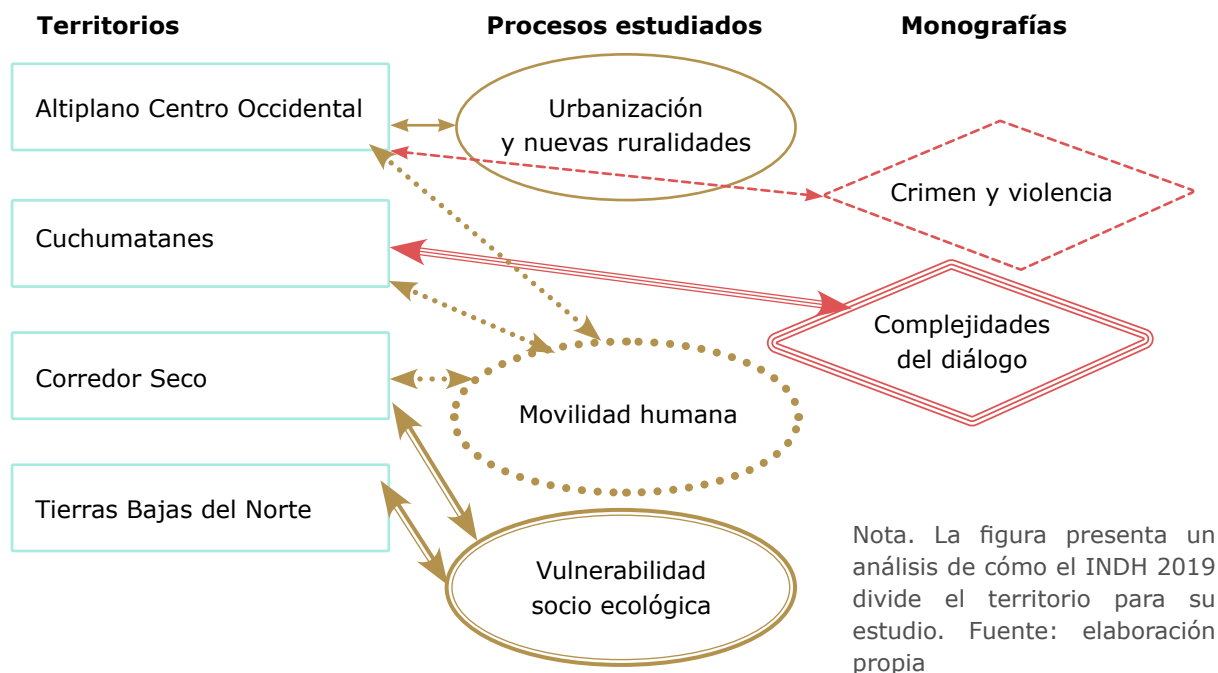 Territorios
Procesos estudiados
Monografías
Altiplano Centro Occidental
Urbanización
y nuevas ruralidades
Crimen y violencia
Cuchumatanes
Complejidades
del diálogo
Corredor Seco
Movilidad humana
Tierras Bajas del Norte
Vulnerabilidad
socio ecológica
Nota. La figura presenta un
análisis de cómo el INDH 2019
divide el territorio para su
estudio. Fuente: elaboración
propia